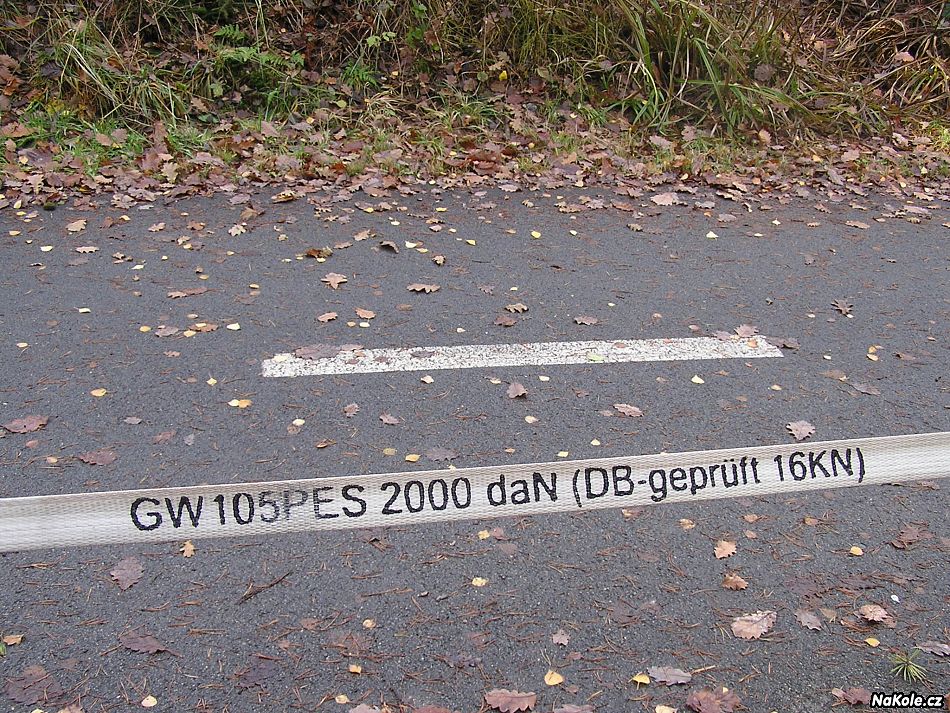 GW105PES 2000 daN (DB-geprüft 16KN)
NaKole.cz